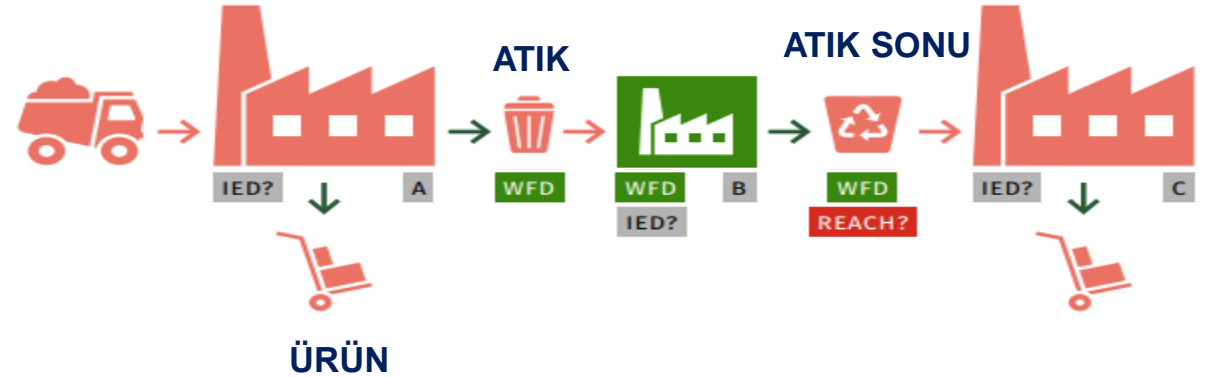 ATIK
ATIK SONU
IED?
A
WFD
WFD
B
IED?
WFD
REACH?
IED?
C
ÜRÜN